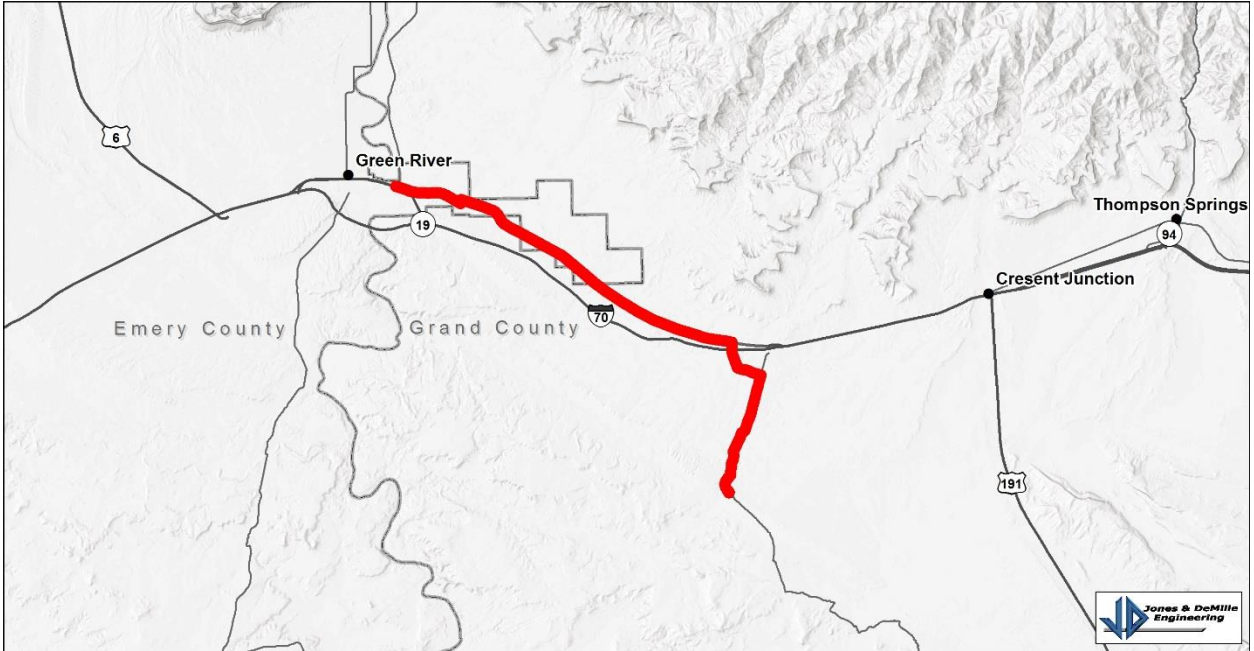 6
Green River
19
Thompson Springs
94
Cresent Junction
Emery County
Grand County
70
191
Jones & DeMille
Engineering